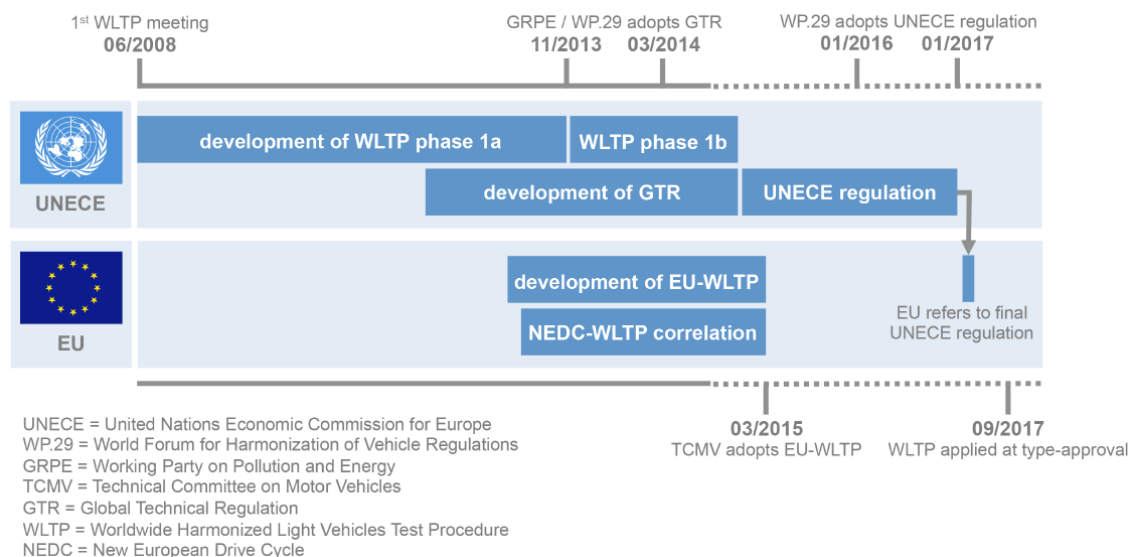 1st WLTP meeting
06/2008
GRPE / WP.29 adopts GTR
11/2013 03/2014
WP.29 adopts UNECE regulation
01/2016 01/2017
development of WLTP phase 1a
WLTP phase 1b
development of GTR
UNECE regulation
UNECE
development of EU-WLTP
NEDC-WLTP correlation
EU refers to final
UNECE regulation
EU
03/2015
TCMV adopts EU-WLTP
09/2017
WLTP applied at type-approval
UNECE = United Nations Economic Commission for Europe
WP.29 = World Forum for Harmonization of Vehicle Regulations
GRPE = Working Party on Pollution and Energy
TCMV = Technical Committee on Motor Vehicles
GTR = Global Technical Regulation
WLTP = Worldwide Harmonized Light Vehicles Test Procedure
NEDC = New European Drive Cycle